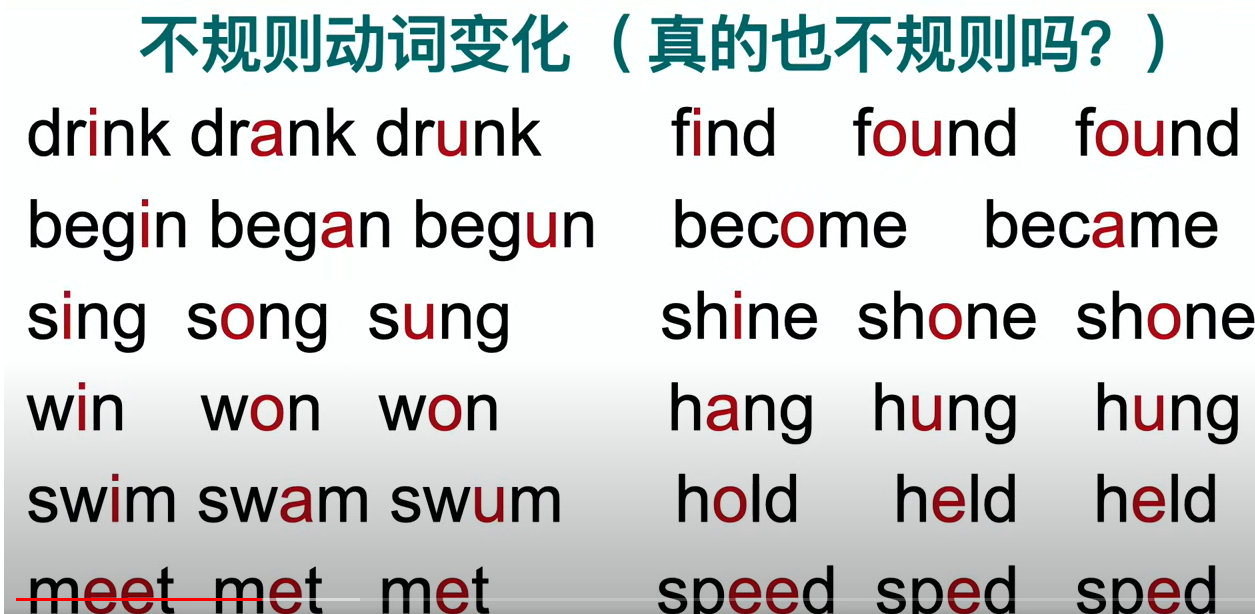 不规则动词变化（真的也不规则吗？）
drink drank drunk find found found
begin began begun become became
sing song sung shine shone shone
win won won hang hung hung
swim swam swum hold held held
meet met met speed sped sped